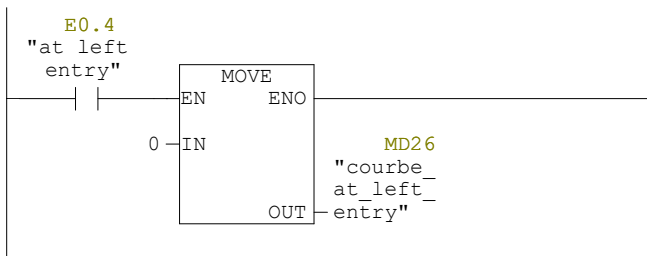 E0.4
"at left
entry"
MOVE
EN ENO
0 IN
MD26
"courbe_
at_left_
OUT entry"